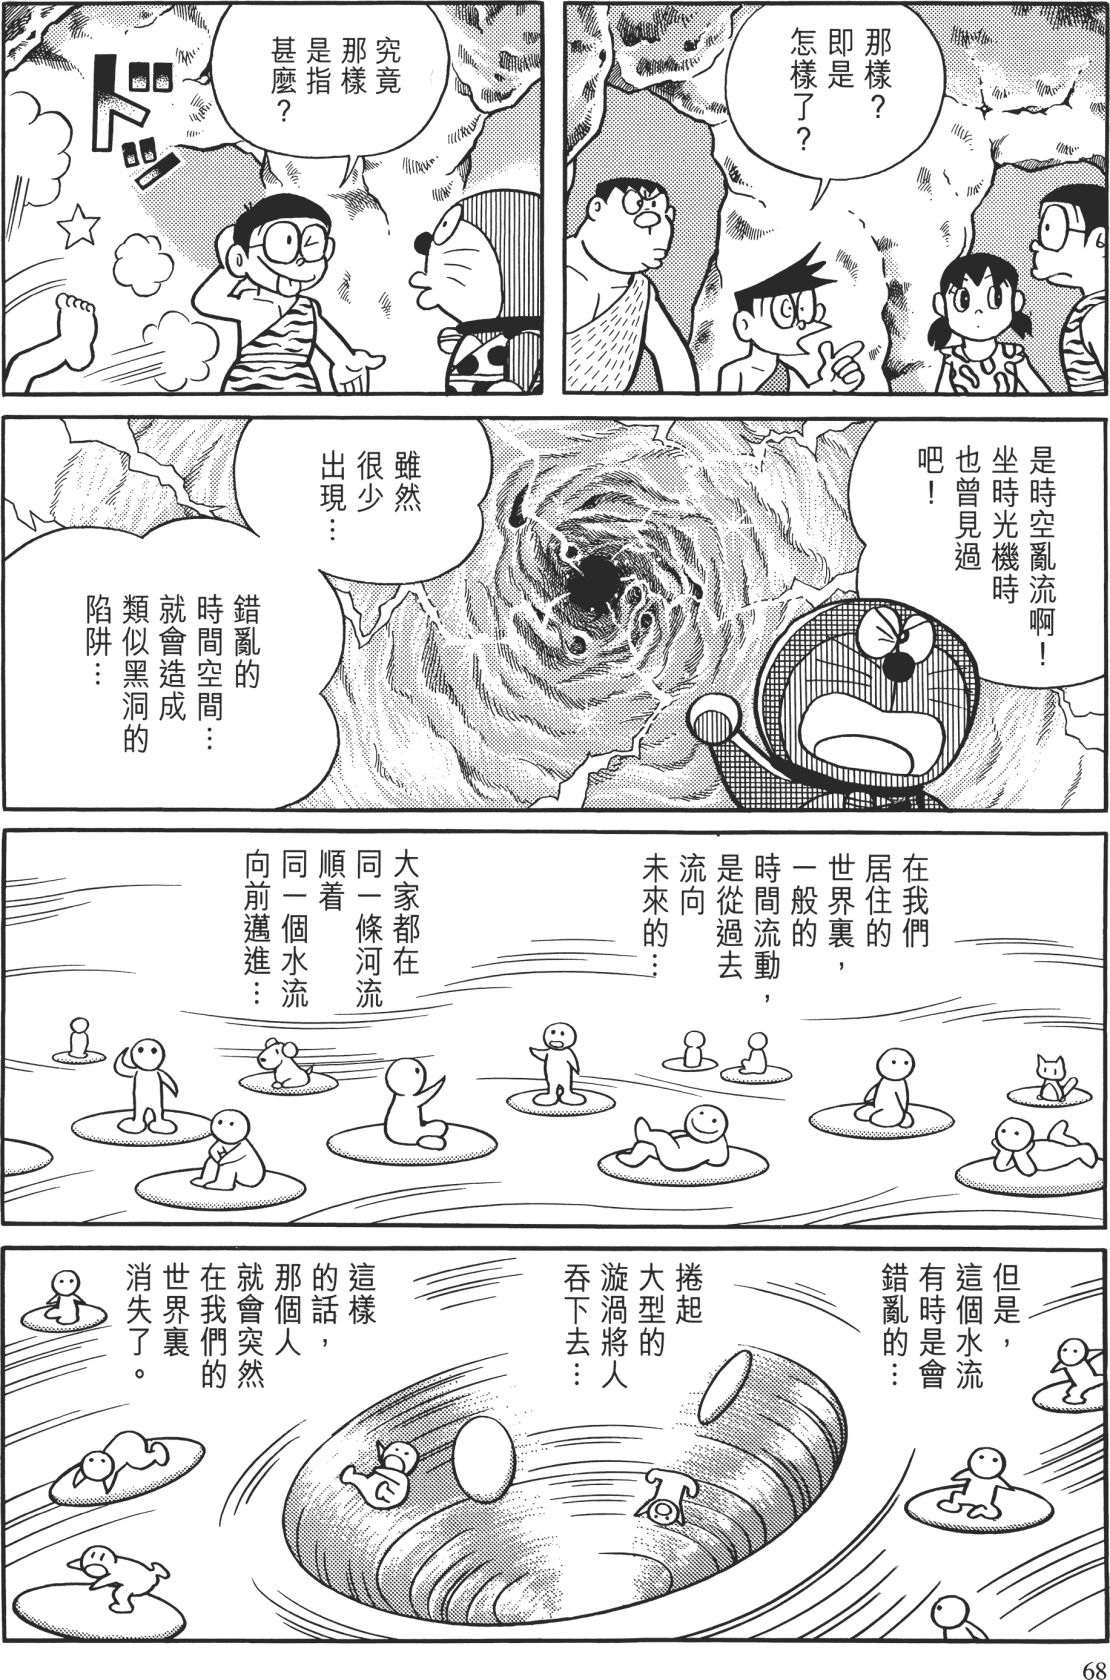 那樣？
即是
怎樣了？
究竟
那樣
是指
甚麼？
ドドッ
是時空亂流啊！
坐時光機時
也曾見過
吧！
雖然
很少
出現…
錯亂的
時間空間…
就會造成
類似黑洞的
陷阱…
在我們
居住的
世界裏，
一般的
時間流動，
是從過去
流向
未來的…
大家都在
同一條河流
順着
同一個水流
向前邁進…
但是，
這個水流
有時是會
錯亂的…
捲起
大型的
漩渦將人
吞下去…
這樣
的話，
那個人
就會突然
在我們的
世界裏
消失了。
68